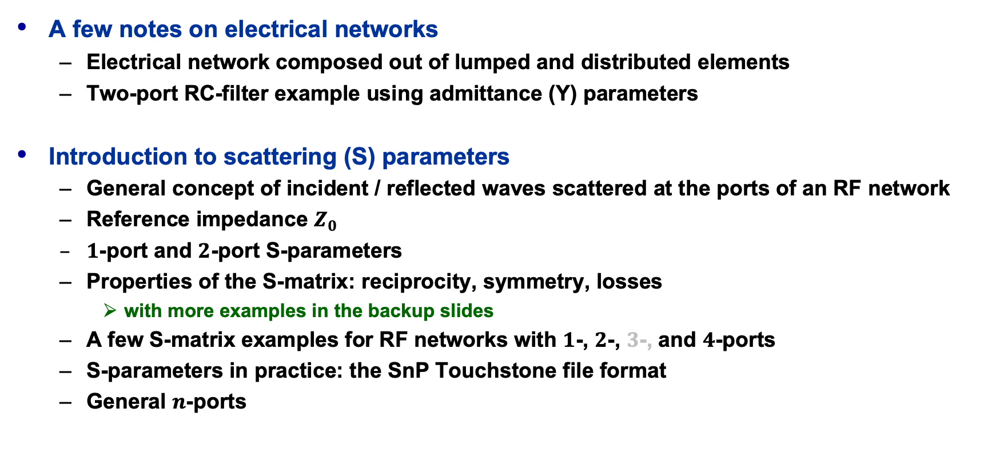 • A few notes on electrical networks
– Electrical network composed out of lumped and distributed elements
– Two-port RC-filter example using admittance (Y) parameters
• Introduction to scattering (S) parameters
– General concept of incident / reflected waves scattered at the ports of an RF network
– Reference impedance Z₀
– 1-port and 2-port S-parameters
– Properties of the S-matrix: reciprocity, symmetry, losses
➢ with more examples in the backup slides
– A few S-matrix examples for RF networks with 1-, 2-, 3-, and 4-ports
– S-parameters in practice: the SnP Touchstone file format
– General n-ports